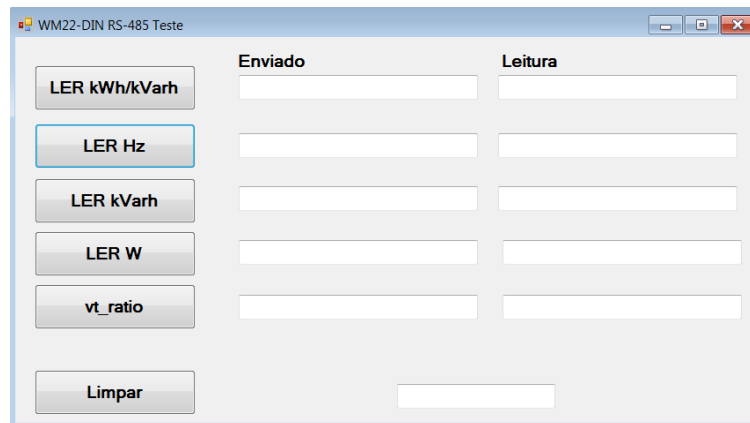 WM22-DIN RS-485 Teste
Enviado Leitura
LER kWh/kVarh
LER Hz
LER kVarh
LER W
vt_ratio
Limpar